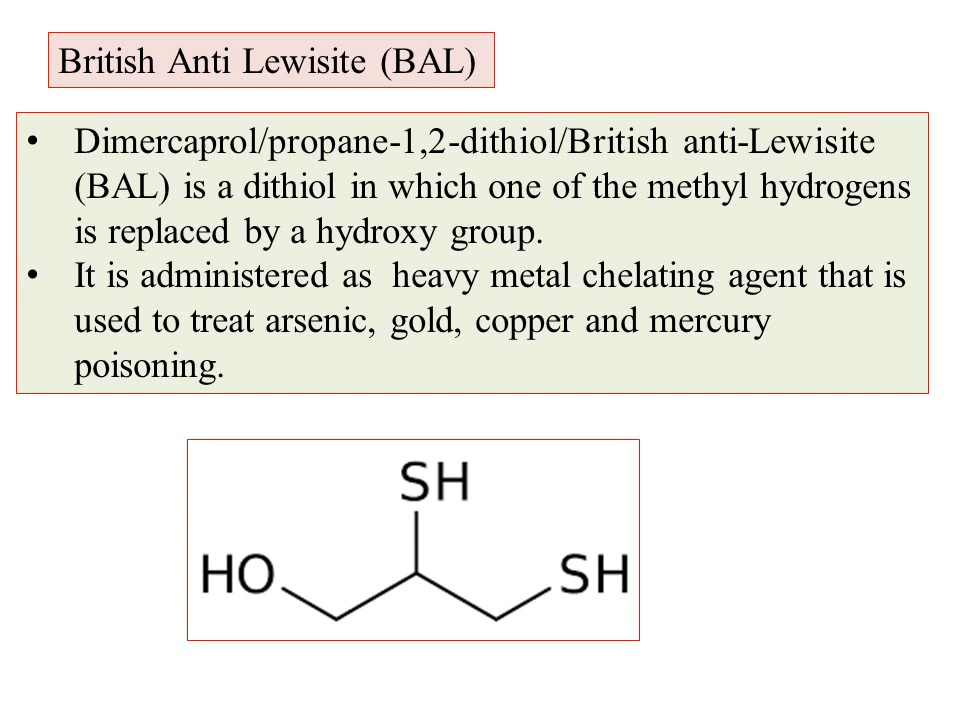 British Anti Lewisite (BAL)
• Dimercaprol/propane-1,2-dithiol/British anti-Lewisite
(BAL) is a dithiol in which one of the methyl hydrogens
is replaced by a hydroxy group.
• It is administered as  heavy metal chelating agent that is
used to treat arsenic, gold, copper and mercury
poisoning.
SH
HO
SH